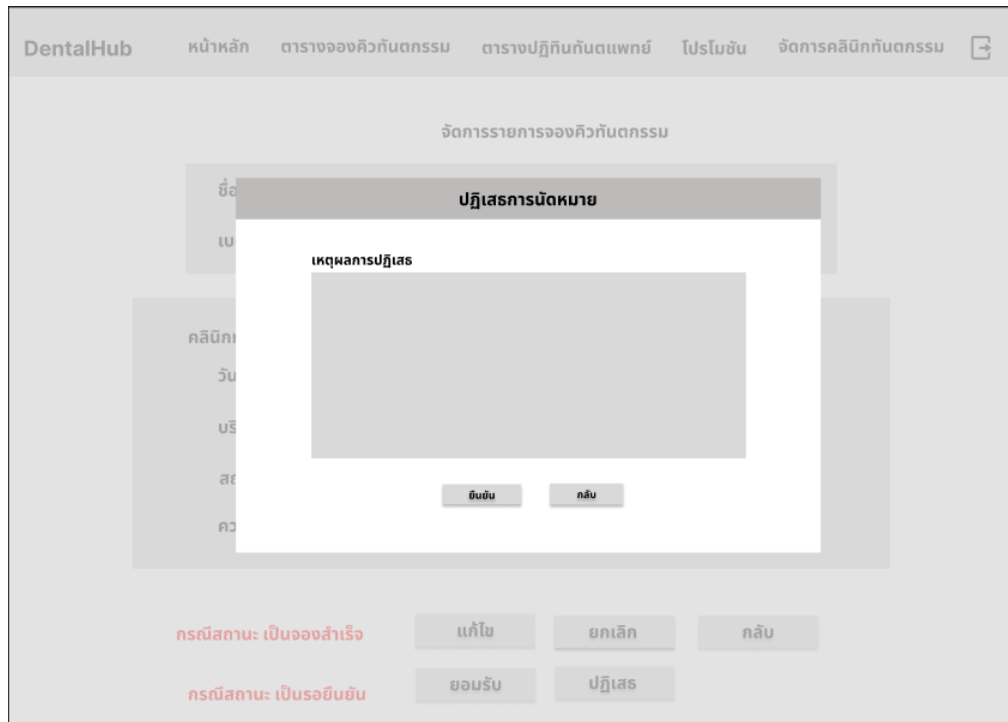 DentalHub หน้าหลัก ตารางจองคิวทันตกรรม ตารางปฏิทินทันตแพทย์ โปรโมชัน จัดการคลินิกทันตกรรม
จัดการรายการจองคิวทันตกรรม
ปฏิเสธการนัดหมาย
เหตุผลการปฏิเสธ
วัน
ยืนยัน กลับ
กรณีสถานะ เป็นจองสำเร็จ แก้ไข ยกเลิก กลับ
กรณีสถานะ เป็นรอยืนยัน ยอมรับ ปฏิเสธ